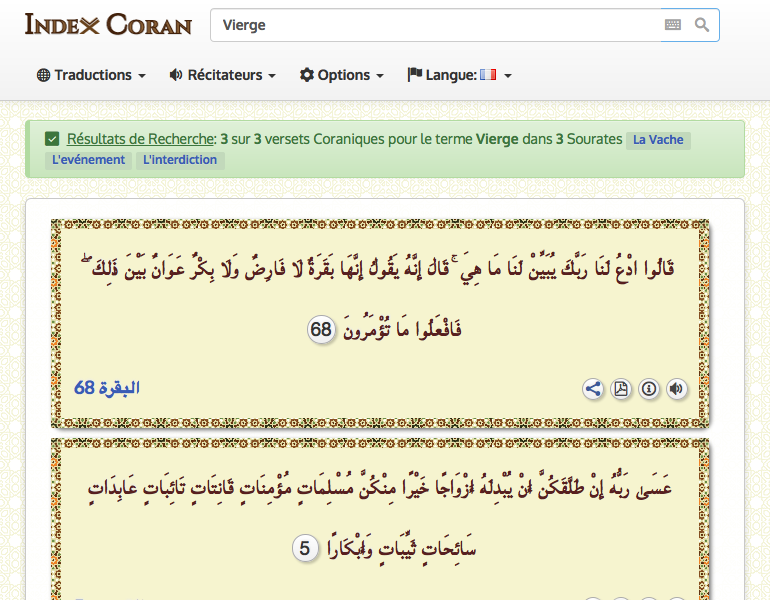 Index Coran
Vierge
Traductions
Récitateurs
Options
Langue:
Résultats de Recherche: 3 sur 3 versets Coraniques pour le terme Vierge dans 3 Sourates La Vache
L'evénement L'interdiction
قَالُوا ادْعُ لَنَا رَبَّكَ يُبَيِّنْ لَنَا مَا هِيَ ۚ قَالَ إِنَّهُ يَقُولُ إِنَّهَا بَقَرَةٌ لَا فَارِضٌ وَلَا بِكْرٌ عَوَانٌ بَيْنَ ذَٰلِكَ ۖ
فَافْعَلُوا مَا تُؤْمَرُونَ 68
البقرة 68
عَسَىٰ رَبُّهُ إِنْ طَلَّقَكُنَّ أَنْ يُبْدِلَهُ أَزْوَاجًا خَيْرًا مِنْكُنَّ مُسْلِمَاتٍ مُؤْمِنَاتٍ قَانِتَاتٍ تَائِبَاتٍ عَابِدَاتٍ
سَائِحَاتٍ ثَيِّبَاتٍ وَأَبْكَارًا 5